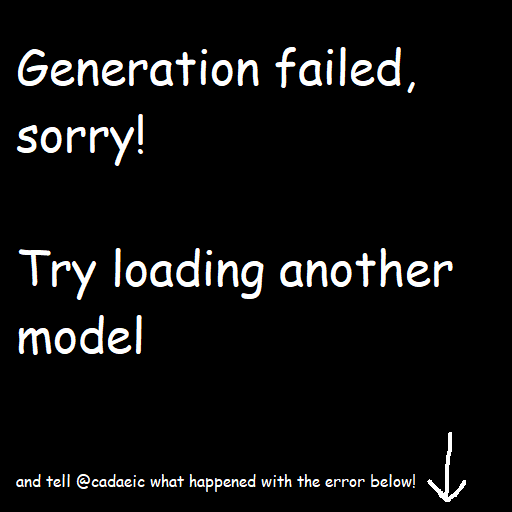 Generation failed,
sorry!
Try loading another
model
and tell @cadaeic what happened with the error below!